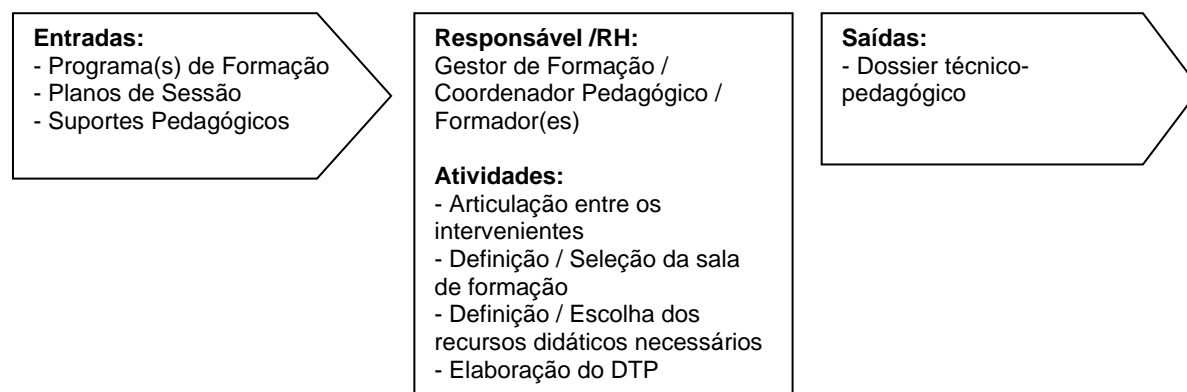 Entradas:
- Programa(s) de Formação
- Planos de Sessão
- Suportes Pedagógicos
Responsável /RH:
Gestor de Formação /
Coordenador Pedagógico /
Formador(es)
Atividades:
- Articulação entre os
intervenientes
- Definição / Seleção da sala
de formação
- Definição / Escolha dos
recursos didáticos necessários
- Elaboração do DTP
Saídas:
- Dossier técnico-
pedagógico